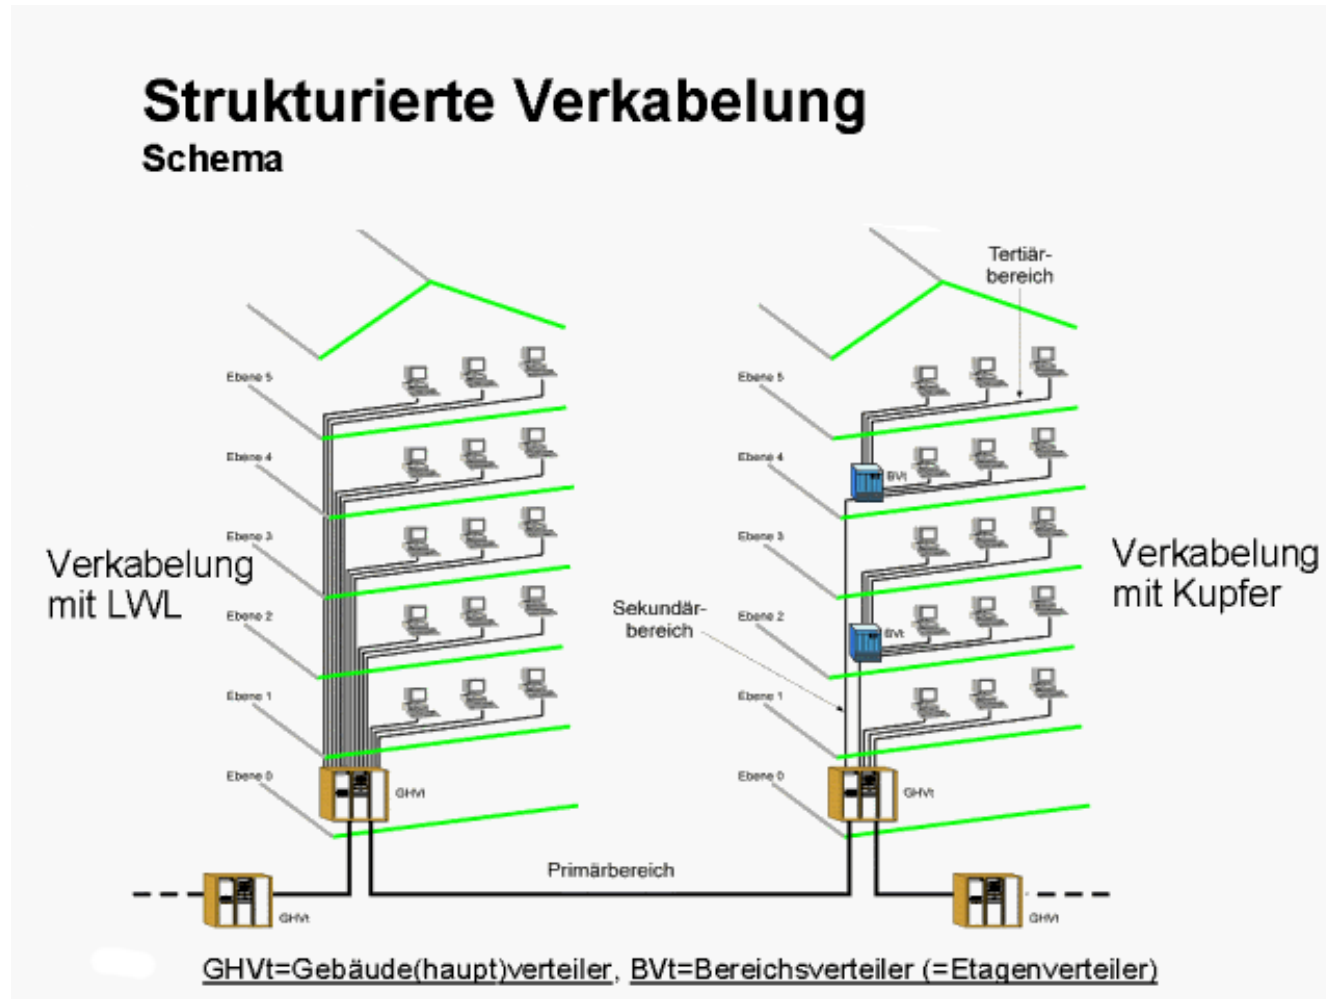 Strukturierte Verkabelung
Schema
Tertiär-
bereich
Ebene 5
Ebene 4
Ebene 3
Ebene 2
Ebene 1
Ebene 0
Verkabelung
mit LWL
GHVt
Ebene 5
Ebene 4
Ebene 3
Ebene 2
Ebene 1
Ebene 0
BVt
BVt
Sekundär-
bereich
Verkabelung
mit Kupfer
GHVt
Primärbereich
GHVt
GHVt
GHVt=Gebäude(haupt)verteiler, BVt=Bereichsverteiler (=Etagenverteiler)